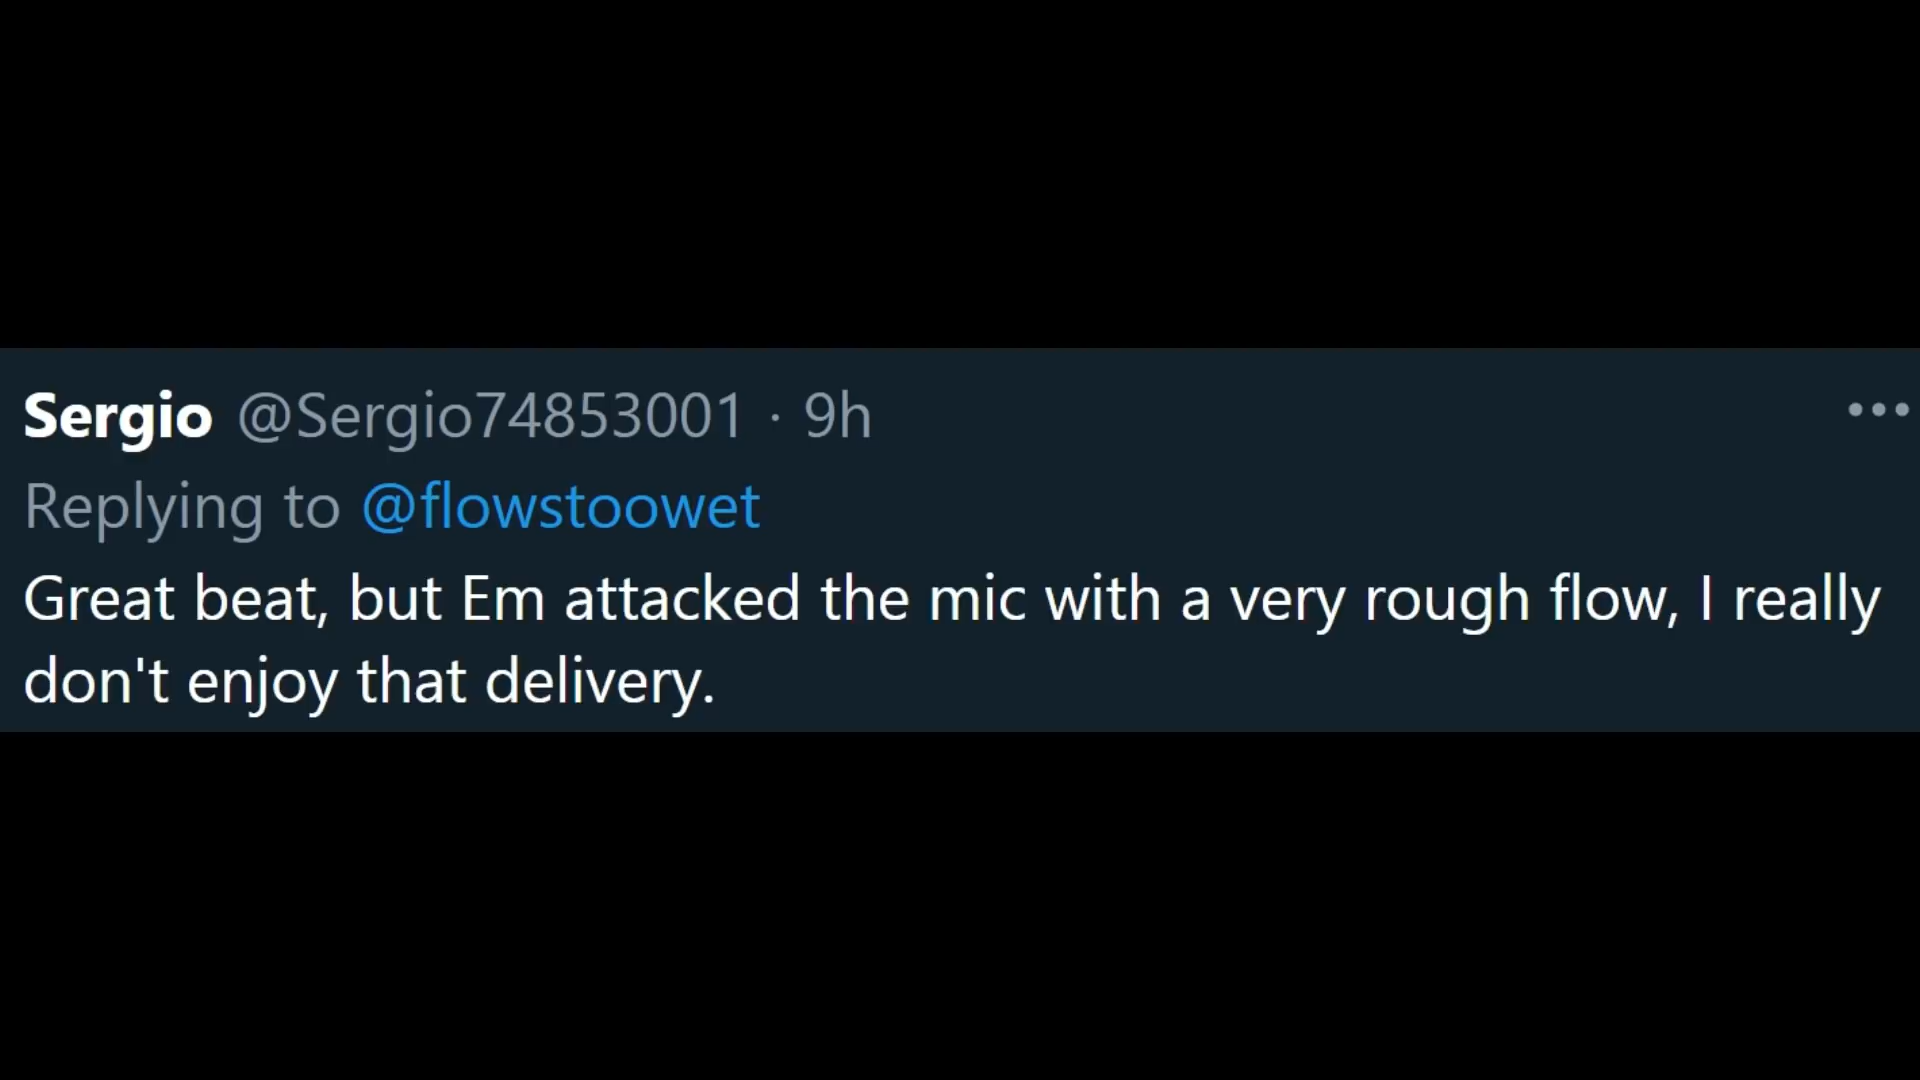 Sergio @Sergio74853001 · 9h
Replying to @flowstoowet
Great beat, but Em attacked the mic with a very rough flow, I really
don't enjoy that delivery.